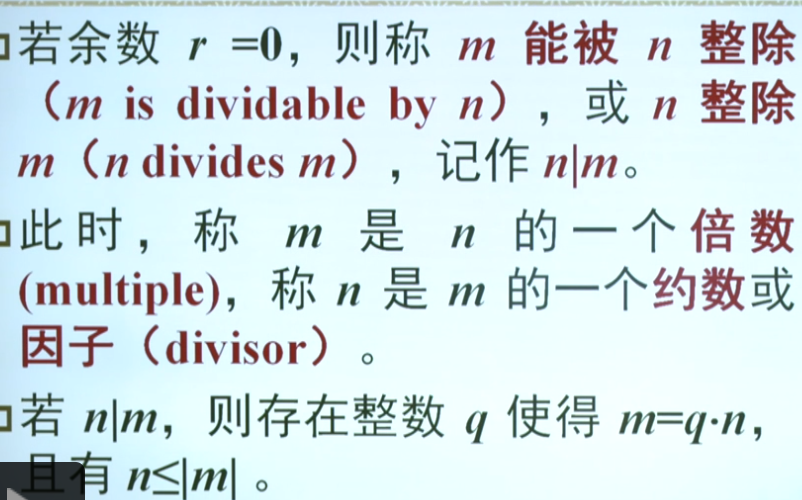 若余数 r =0，则称 m 能被 n 整除
（m is dividable by n），或 n 整除
m（n divides m），记作 n|m。
此时，称 m 是 n 的一个倍数
(multiple)，称 n 是 m 的一个约数或
因子（divisor）。
若 n|m，则存在整数 q 使得 m=q·n，
且有 n≤|m| 。